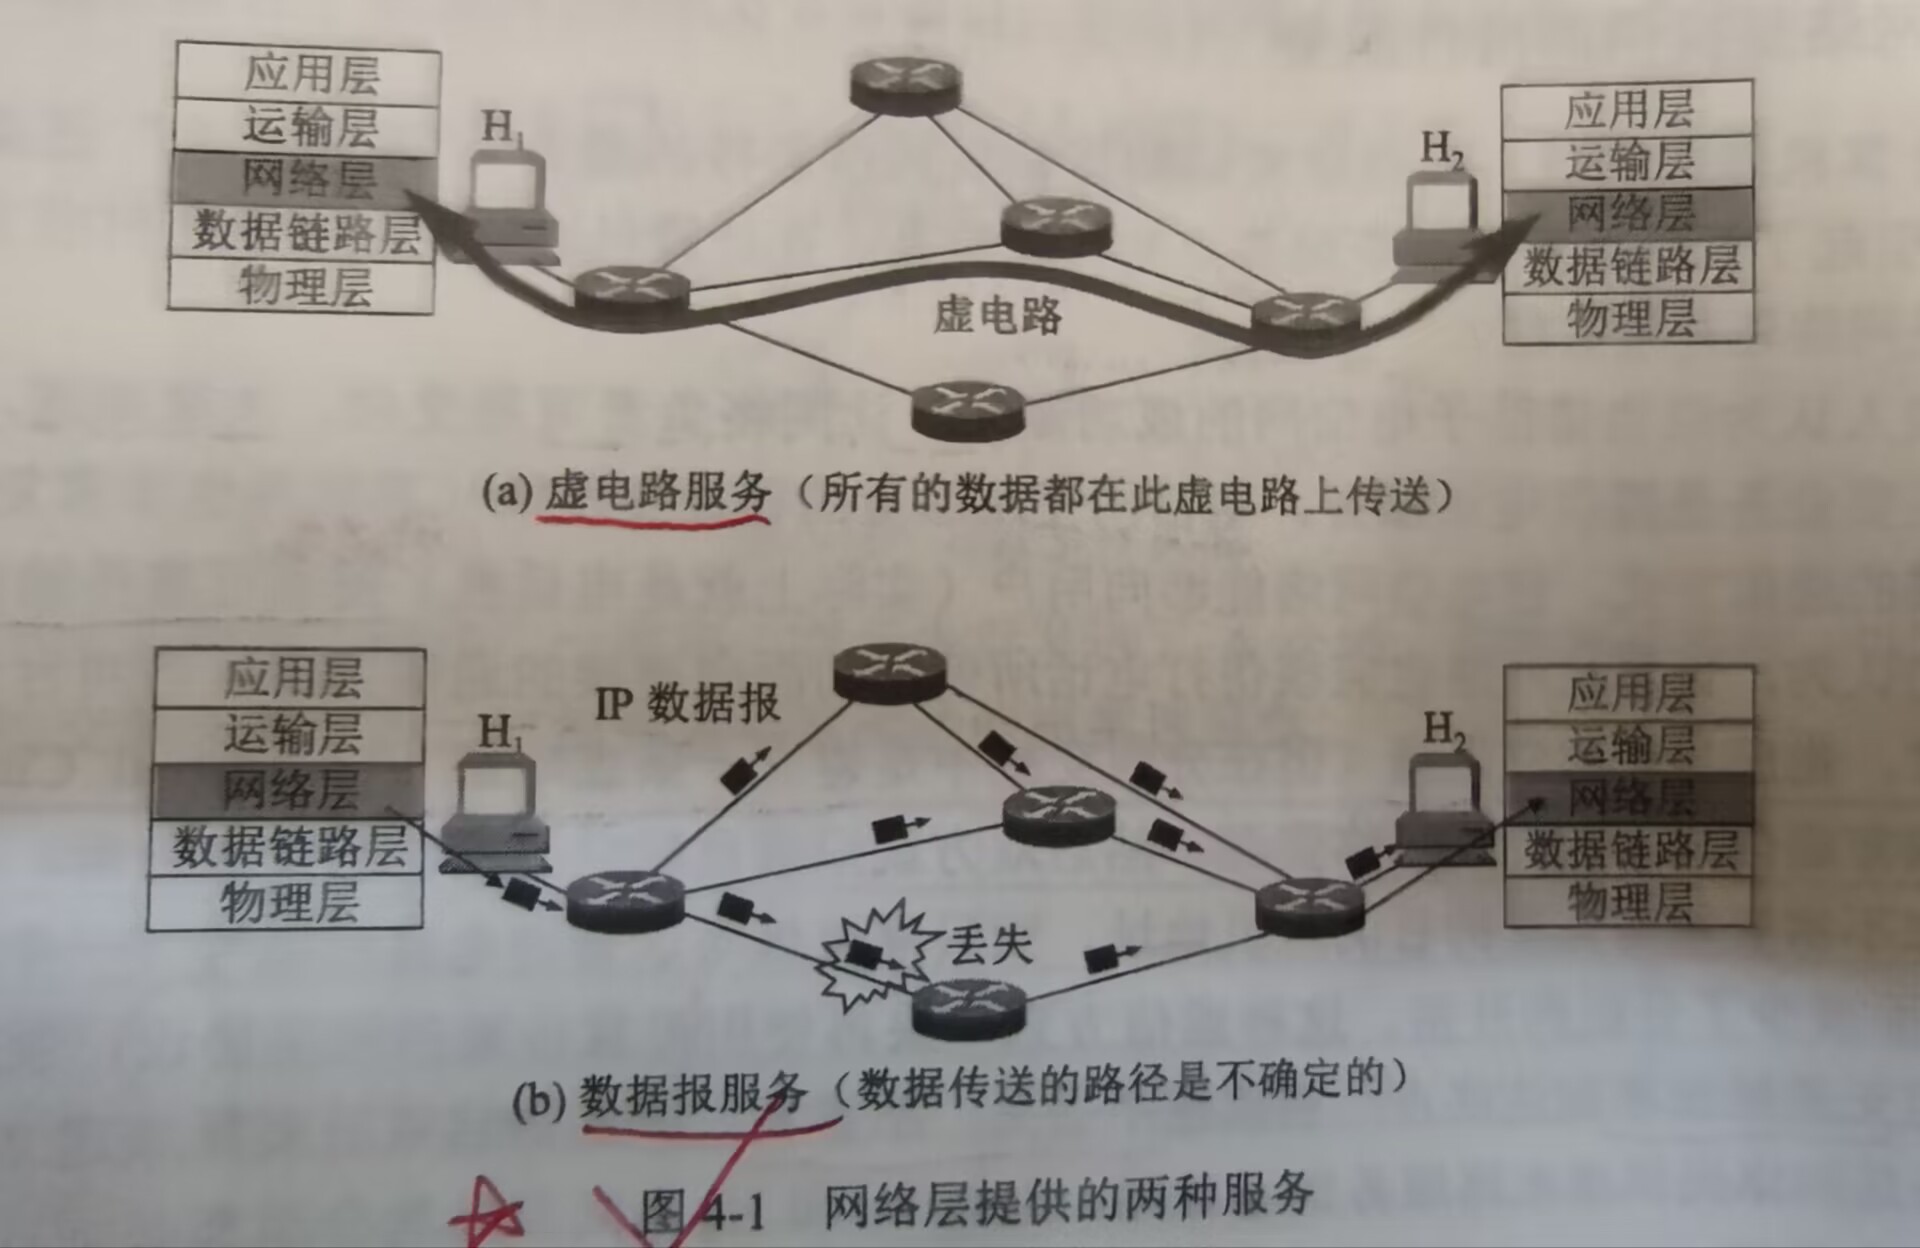 应用层
运输层
网络层
数据链路层
物理层
H₁
虚电路
H₂
应用层
运输层
网络层
数据链路层
物理层
(a) 虚电路服务（所有的数据都在此虚电路上传送）
应用层
运输层
网络层
数据链路层
物理层
H₁
IP 数据报
丢失
H₂
应用层
运输层
网络层
数据链路层
物理层
(b) 数据报服务（数据传送的路径是不确定的）
图 4-1 网络层提供的两种服务